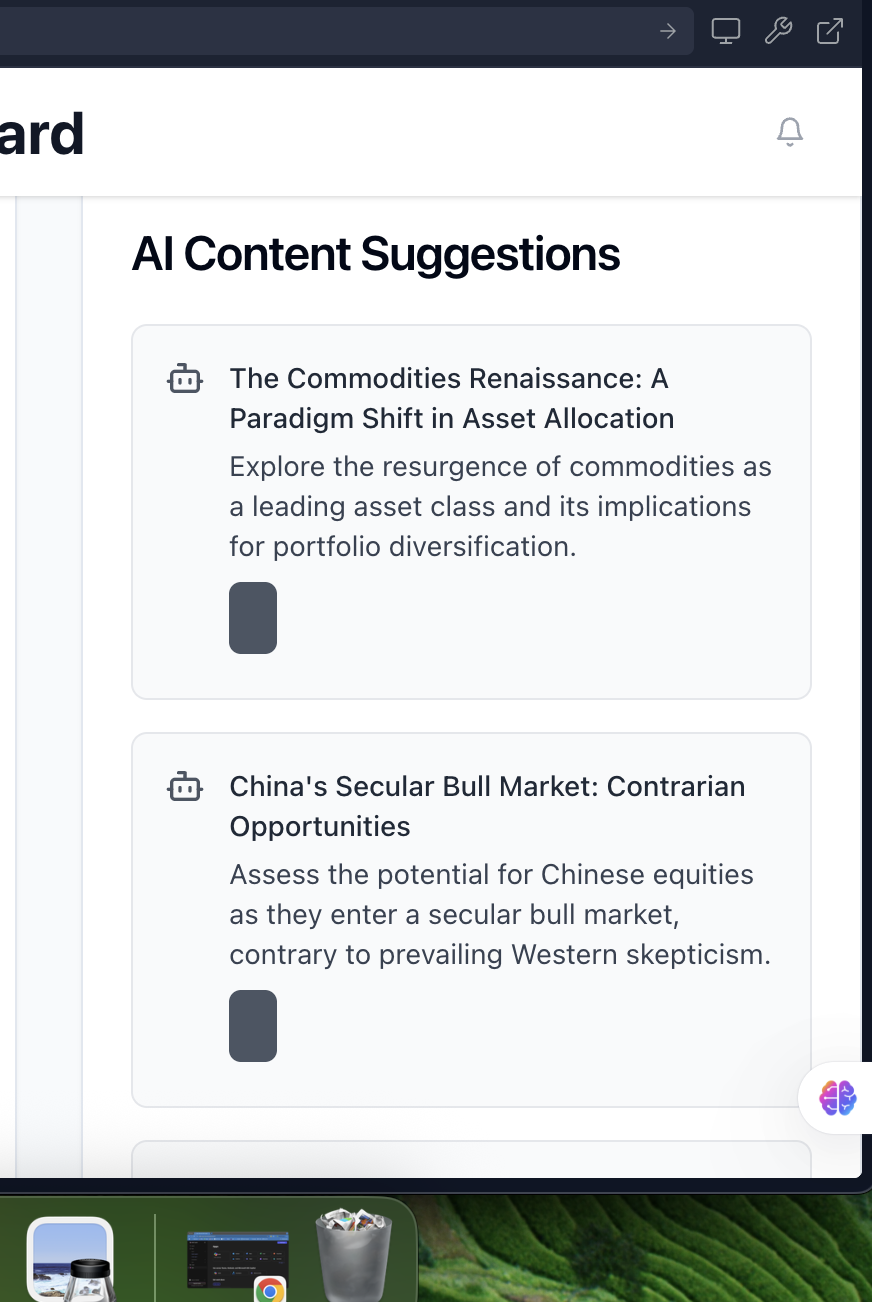 ard
AI Content Suggestions
The Commodities Renaissance: A
Paradigm Shift in Asset Allocation
Explore the resurgence of commodities as
a leading asset class and its implications
for portfolio diversification.
China's Secular Bull Market: Contrarian
Opportunities
Assess the potential for Chinese equities
as they enter a secular bull market,
contrary to prevailing Western skepticism.